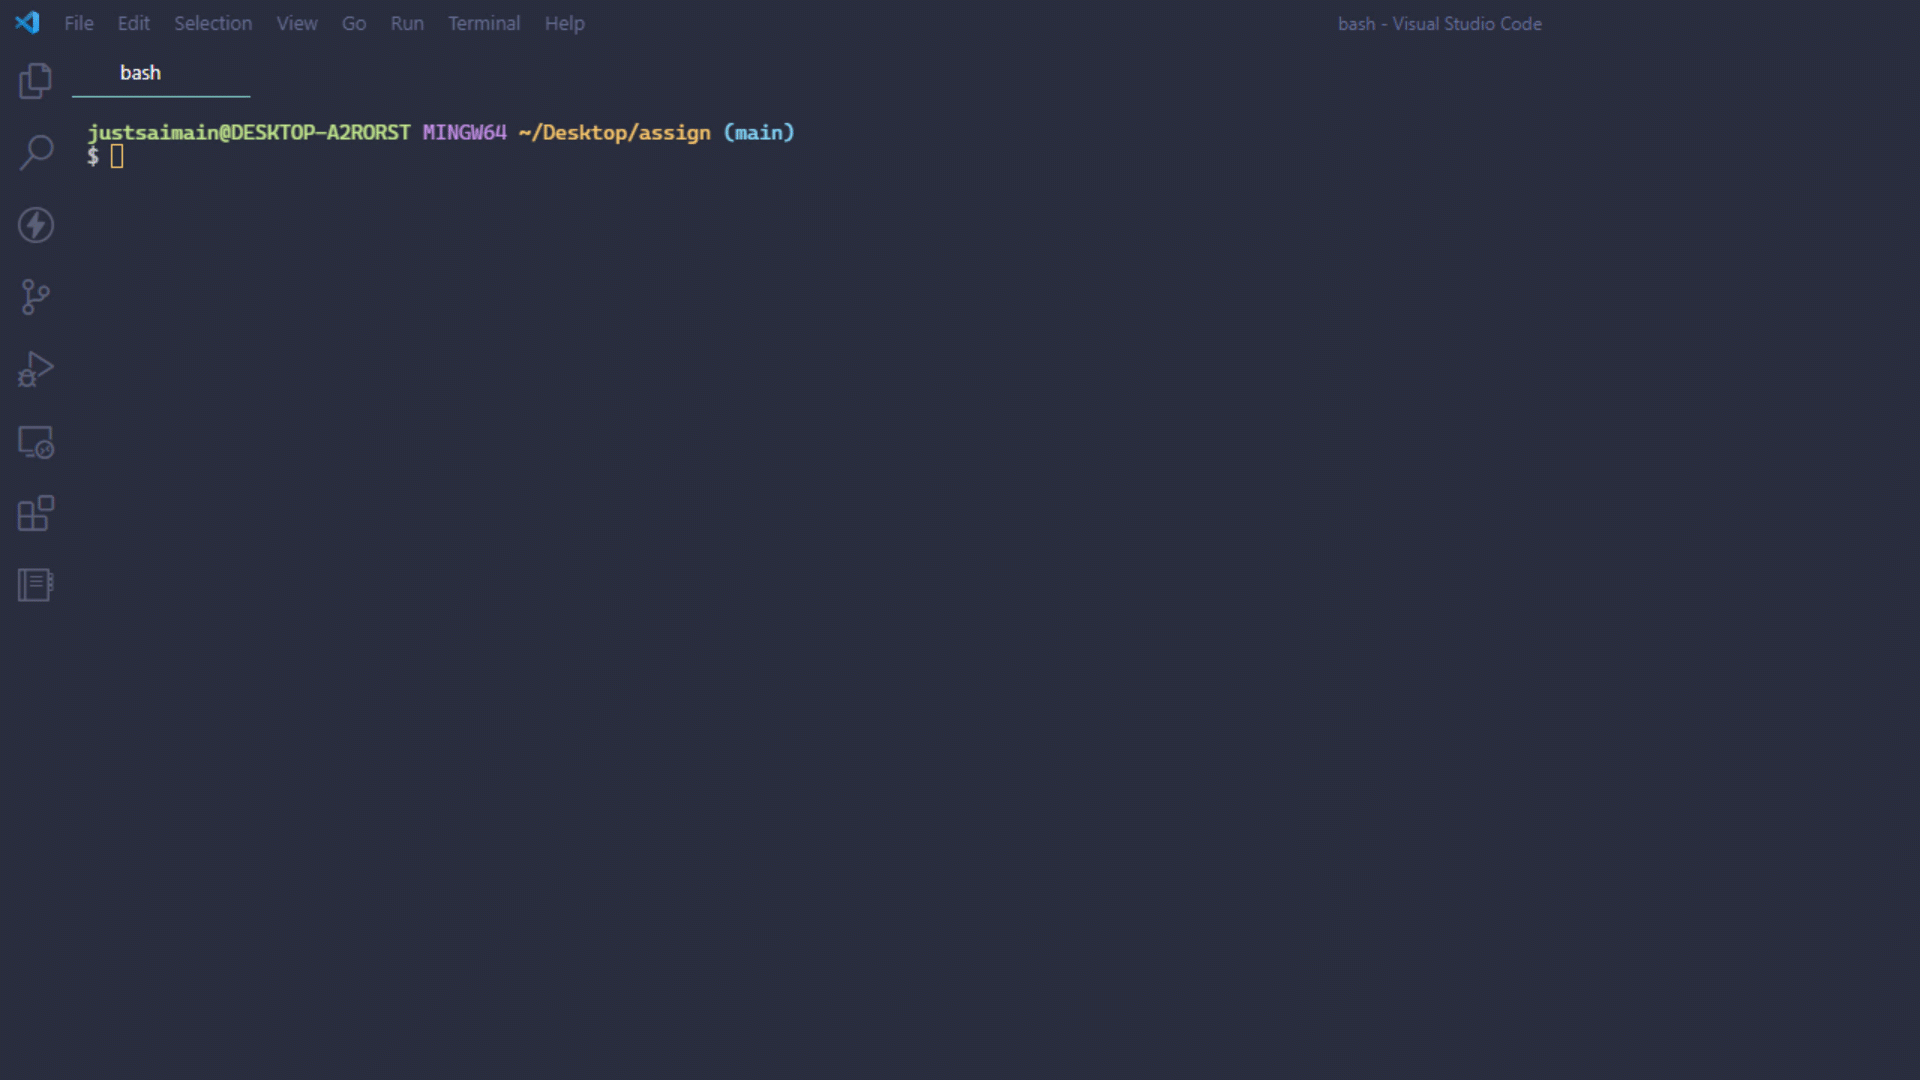 File Edit Selection View Go Run Terminal Help
bash - Visual Studio Code
bash
justsaimain@DESKTOP-A2RORST MINGW64 ~/Desktop/assign (main)
$